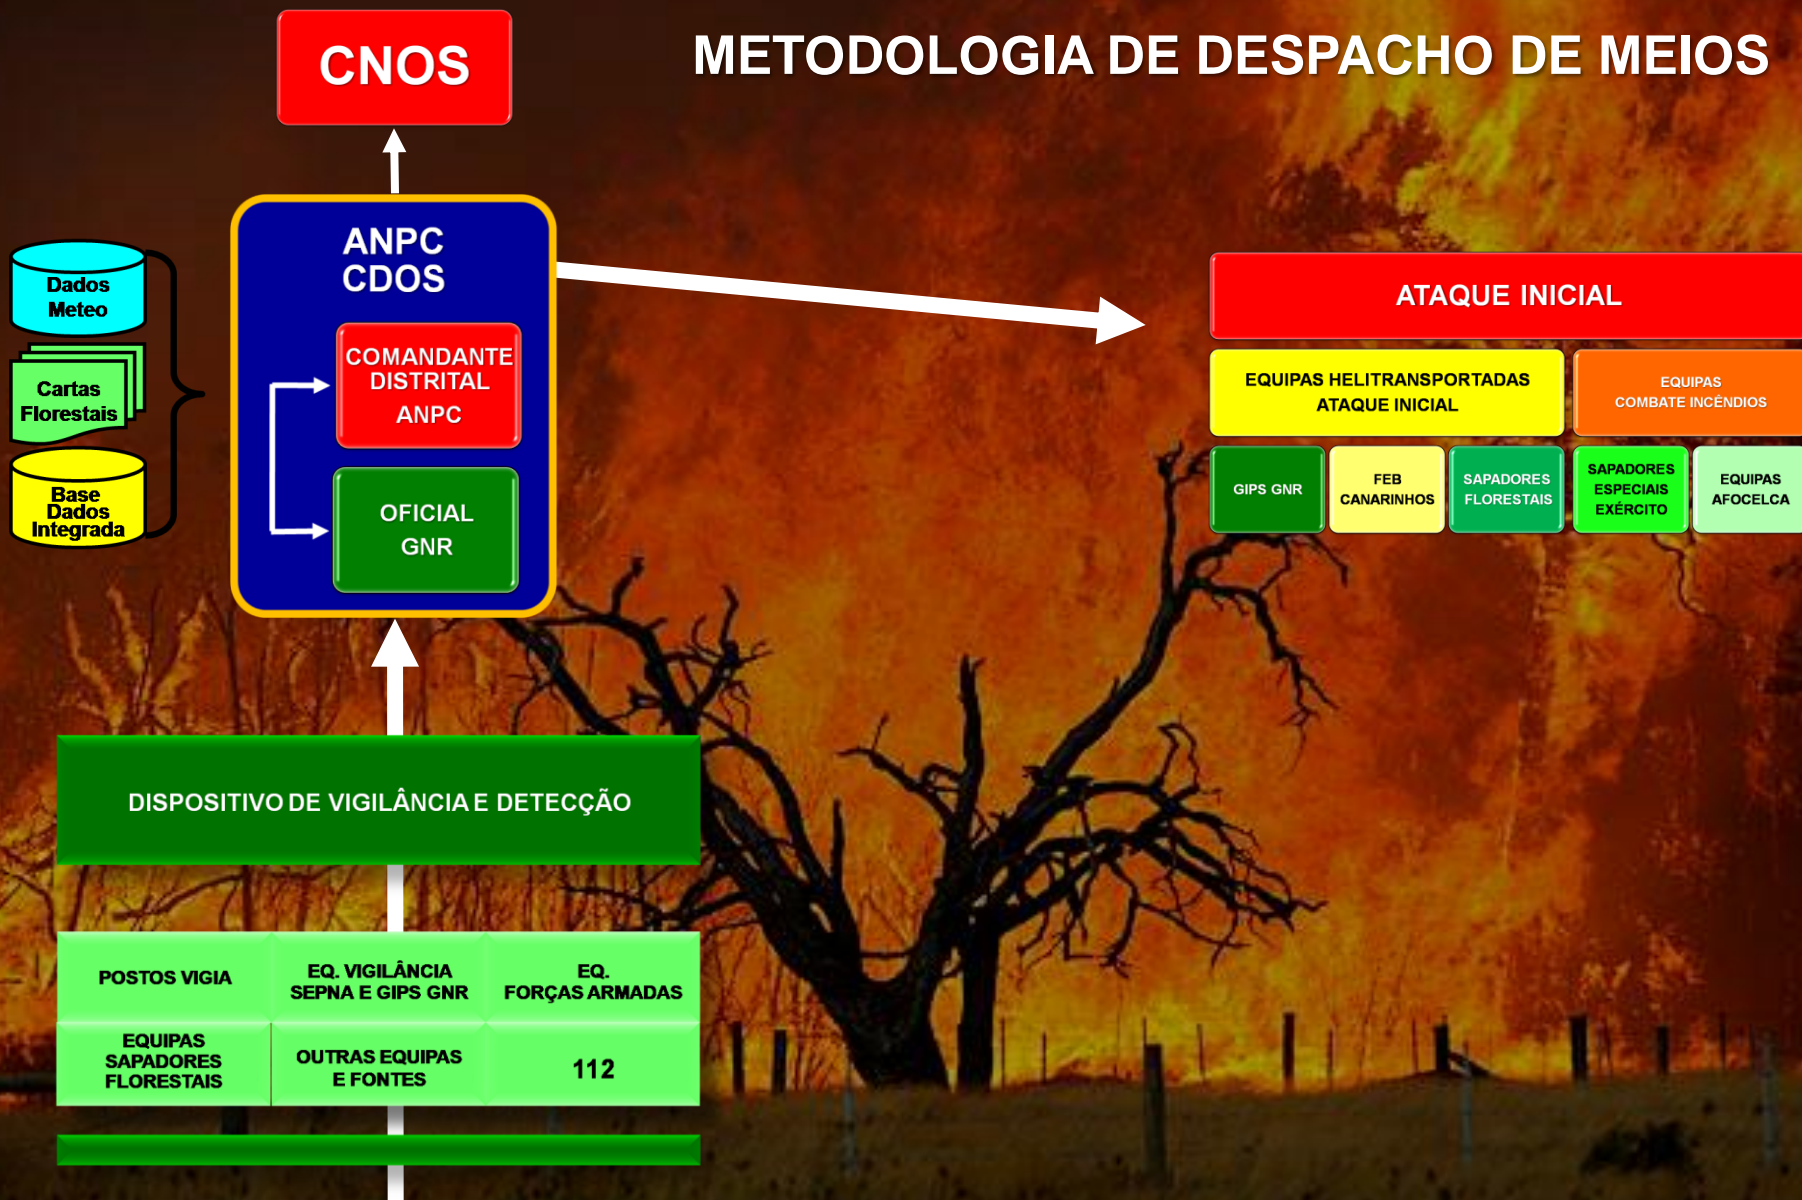 CNOS
METODOLOGIA DE DESPACHO DE MEIOS
ANPC
CDOS
Dados
Meteo
Cartas
Florestais
Base
Dados
Integrada
COMANDANTE
DISTRITAL
ANPC
OFICIAL
GNR
ATAQUE INICIAL
EQUIPAS HELITRANSPORTADAS
ATAQUE INICIAL
EQUIPAS
COMBATE INCÊNDIOS
GIPS GNR
FEB
CANARINHOS
SAPADORES
FLORESTAIS
SAPADORES
ESPECIAIS
EXÉRCITO
EQUIPAS
AFOCELCA
DISPOSITIVO DE VIGILÂNCIA E DETECÇÃO
POSTOS VIGIA
EQ. VIGILÂNCIA
SEPNA E GIPS GNR
EQ.
FORÇAS ARMADAS
EQUIPAS
SAPADORES
FLORESTAIS
OUTRAS EQUIPAS
E FONTES
112